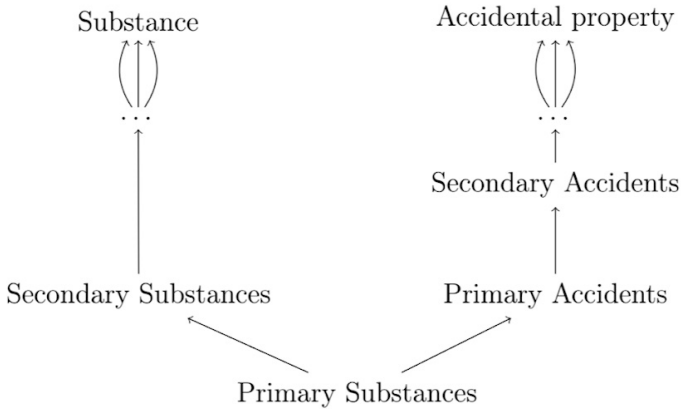 Substance
Accidental property
...
...
Secondary Accidents
Secondary Substances
Primary Accidents
Primary Substances